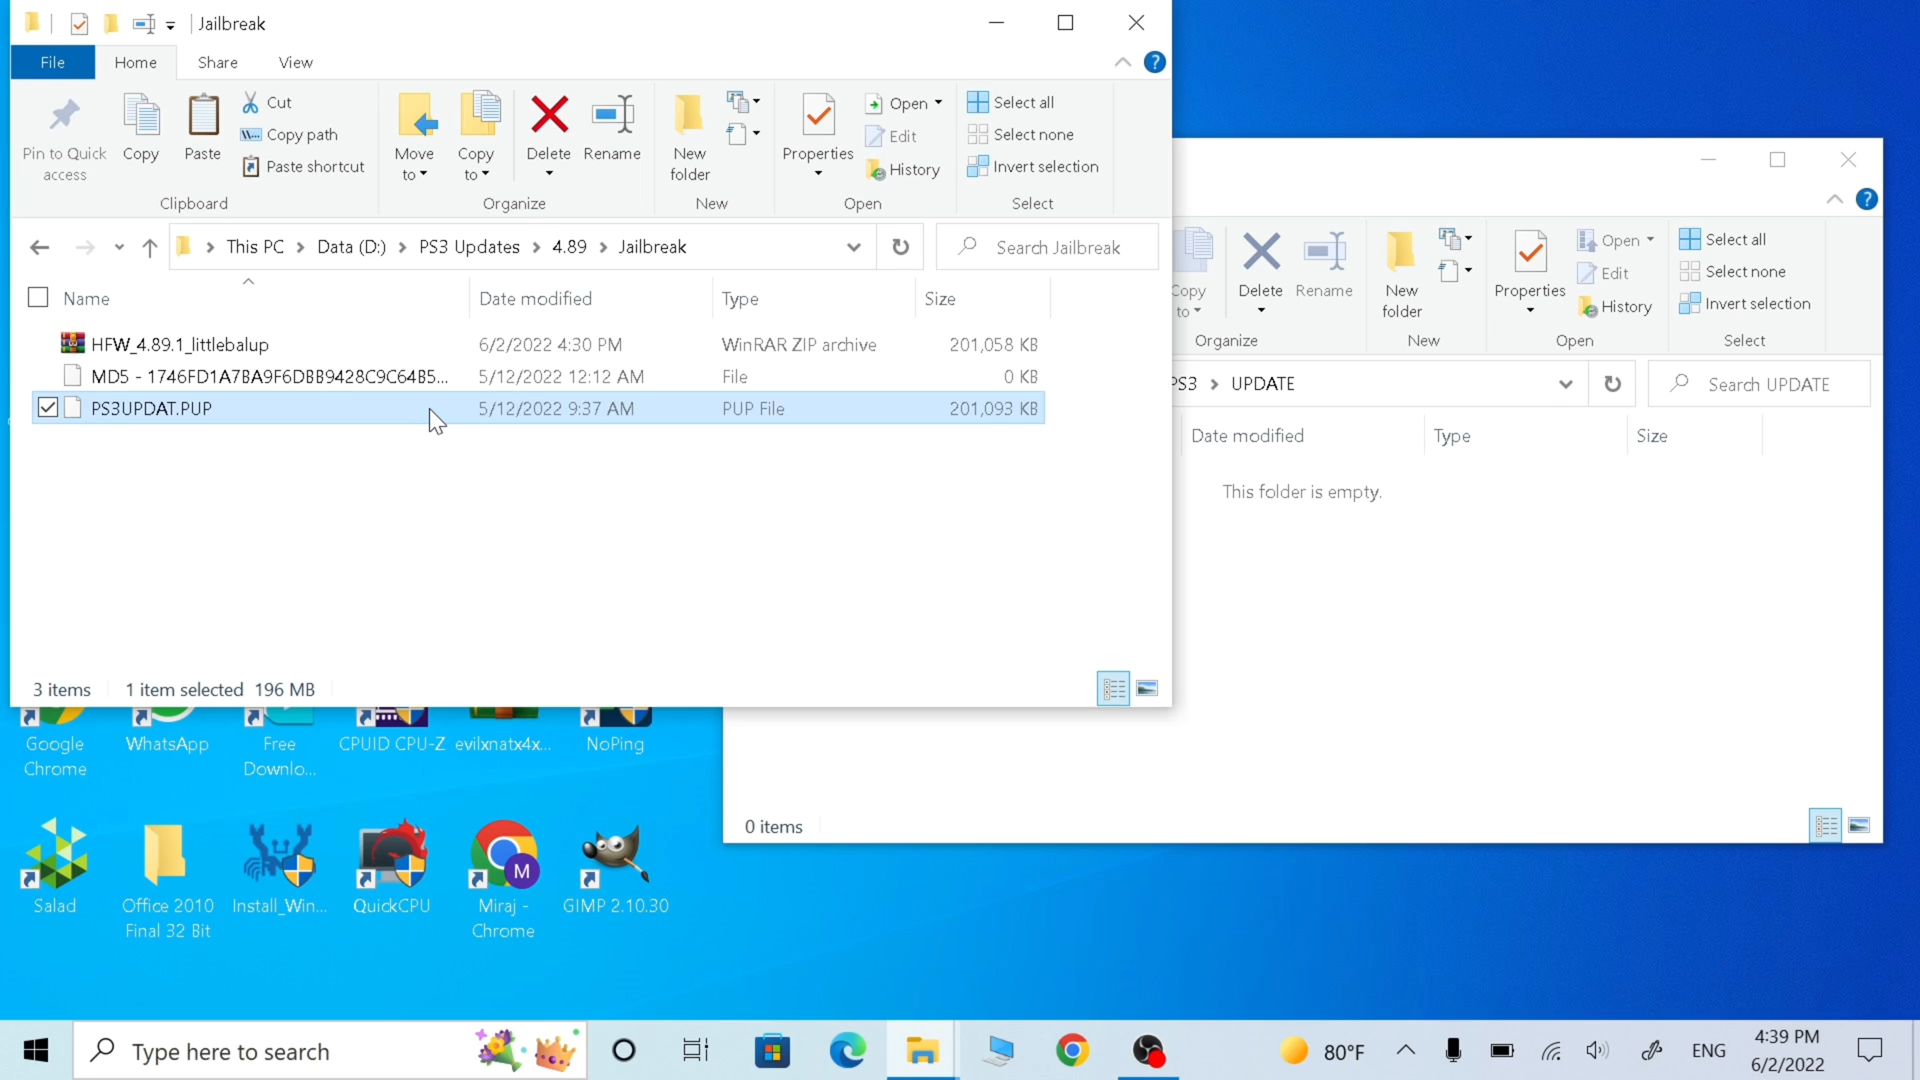 Jailbreak
File Home Share View
Pin to Quick access
Copy
Paste
Cut
Copy path
Paste shortcut
Clipboard
Move to
Copy to
Delete
Rename
Organize
New folder
New
Properties
Open
Edit
History
Open
Select all
Select none
Invert selection
Select
This PC > Data (D:) > PS3 Updates > 4.89 > Jailbreak
Search Jailbreak
Name Date modified Type Size
HFW_4.89.1_littlebalup 6/2/2022 4:30 PM WinRAR ZIP archive 201,058 KB
MD5 - 1746FD1A7BA9F6DBB9428C9C64B5... 5/12/2022 12:12 AM File 0 KB
PS3UPDAT.PUP 5/12/2022 9:37 AM PUP File 201,093 KB
3 items 1 item selected 196 MB
Copy to
Delete
Rename
Organize
New folder
New
Properties
Open
Edit
History
Open
Select all
Select none
Invert selection
Select
PS3 > UPDATE
Search UPDATE
Date modified Type Size
This folder is empty.
0 items
Google Chrome
WhatsApp
Free Downlo...
CPUID CPU-Z
evilxnatx4x...
NoPing
Salad
Office 2010 Final 32 Bit
Install_Win...
QuickCPU
M
Miraj - Chrome
GIMP 2.10.30
Type here to search
80°F
ENG
4:39 PM
6/2/2022